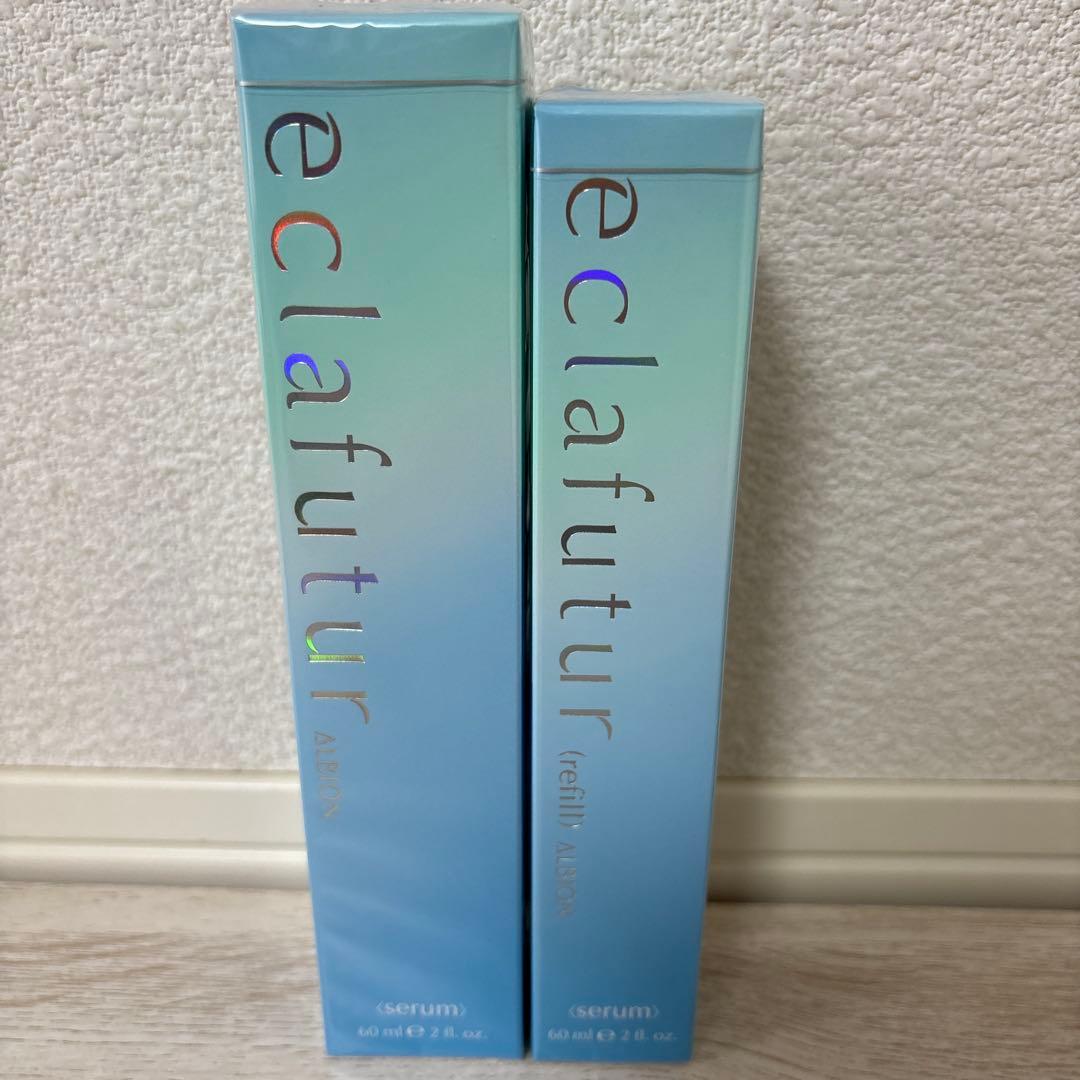 eclafutur ALBION
〈serum〉
60 ml ℮ 2 fl. oz.
eclafutur (refill) ALBION
〈serum〉
60 ml ℮ 2 fl. oz.